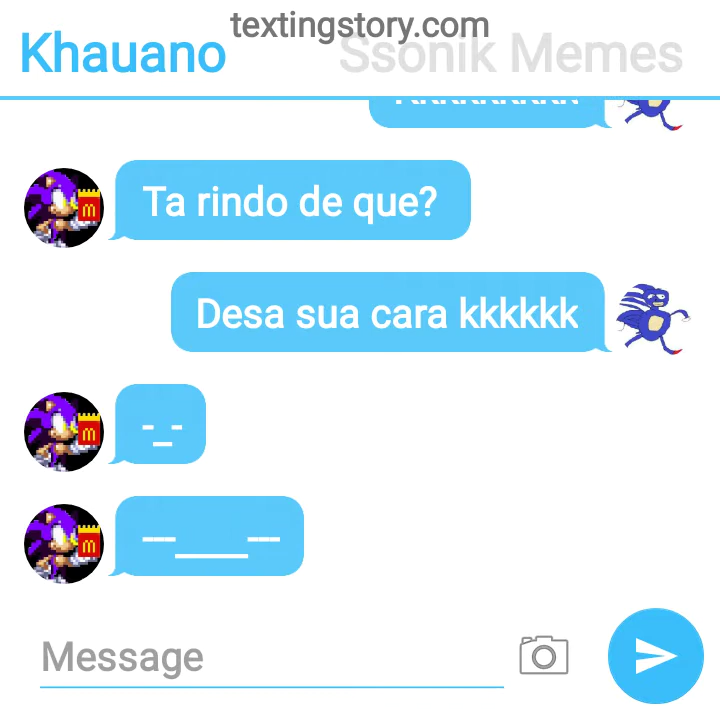 textingstory.com
Khauano
Ssonik Memes
Ta rindo de que?
Desa sua cara kkkkkk
-_-
---____---
Message